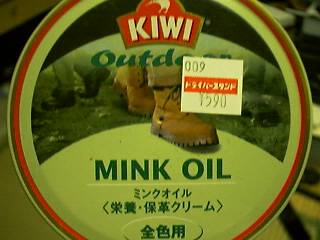 KIWI
Outdoor
009
ドライバースタンド
¥590
MINK OIL
ミンクオイル
〈栄養・保革クリーム〉
全色用